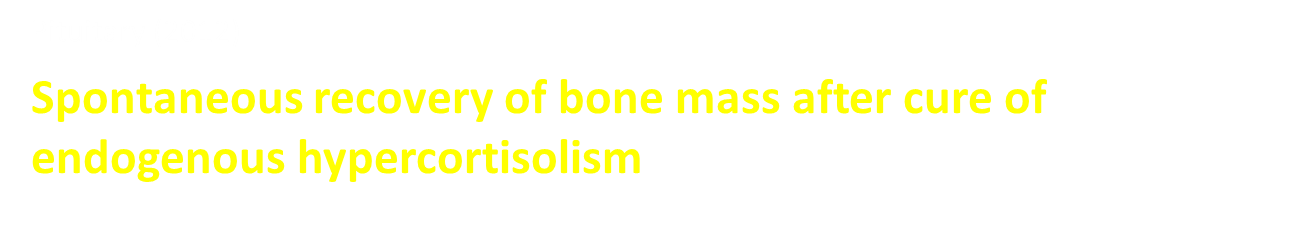 Spontaneous recovery of bone mass after cure of
endogenous hypercortisolism